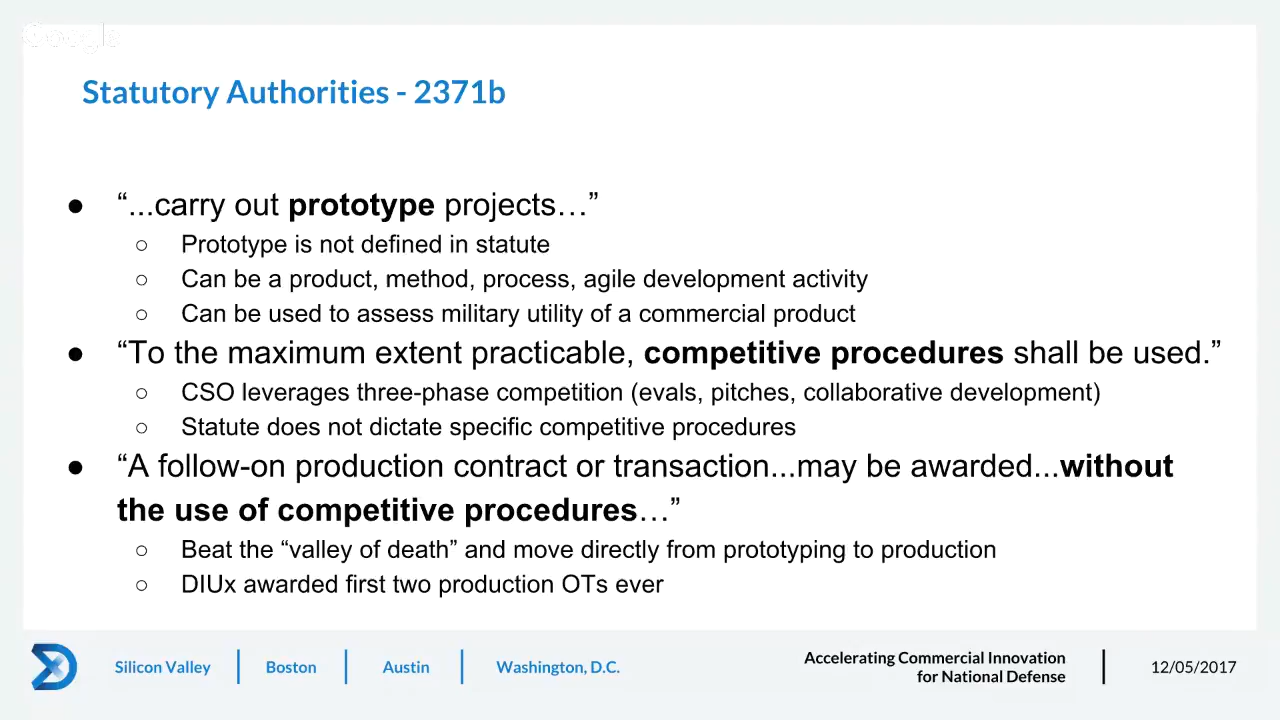 Google
Statutory Authorities - 2371b
● “...carry out prototype projects…”
○ Prototype is not defined in statute
○ Can be a product, method, process, agile development activity
○ Can be used to assess military utility of a commercial product
● “To the maximum extent practicable, competitive procedures shall be used.”
○ CSO leverages three-phase competition (evals, pitches, collaborative development)
○ Statute does not dictate specific competitive procedures
● “A follow-on production contract or transaction...may be awarded...without
the use of competitive procedures…”
○ Beat the “valley of death” and move directly from prototyping to production
○ DIUx awarded first two production OTs ever
Silicon Valley | Boston | Austin | Washington, D.C.
Accelerating Commercial Innovation
for National Defense
12/05/2017